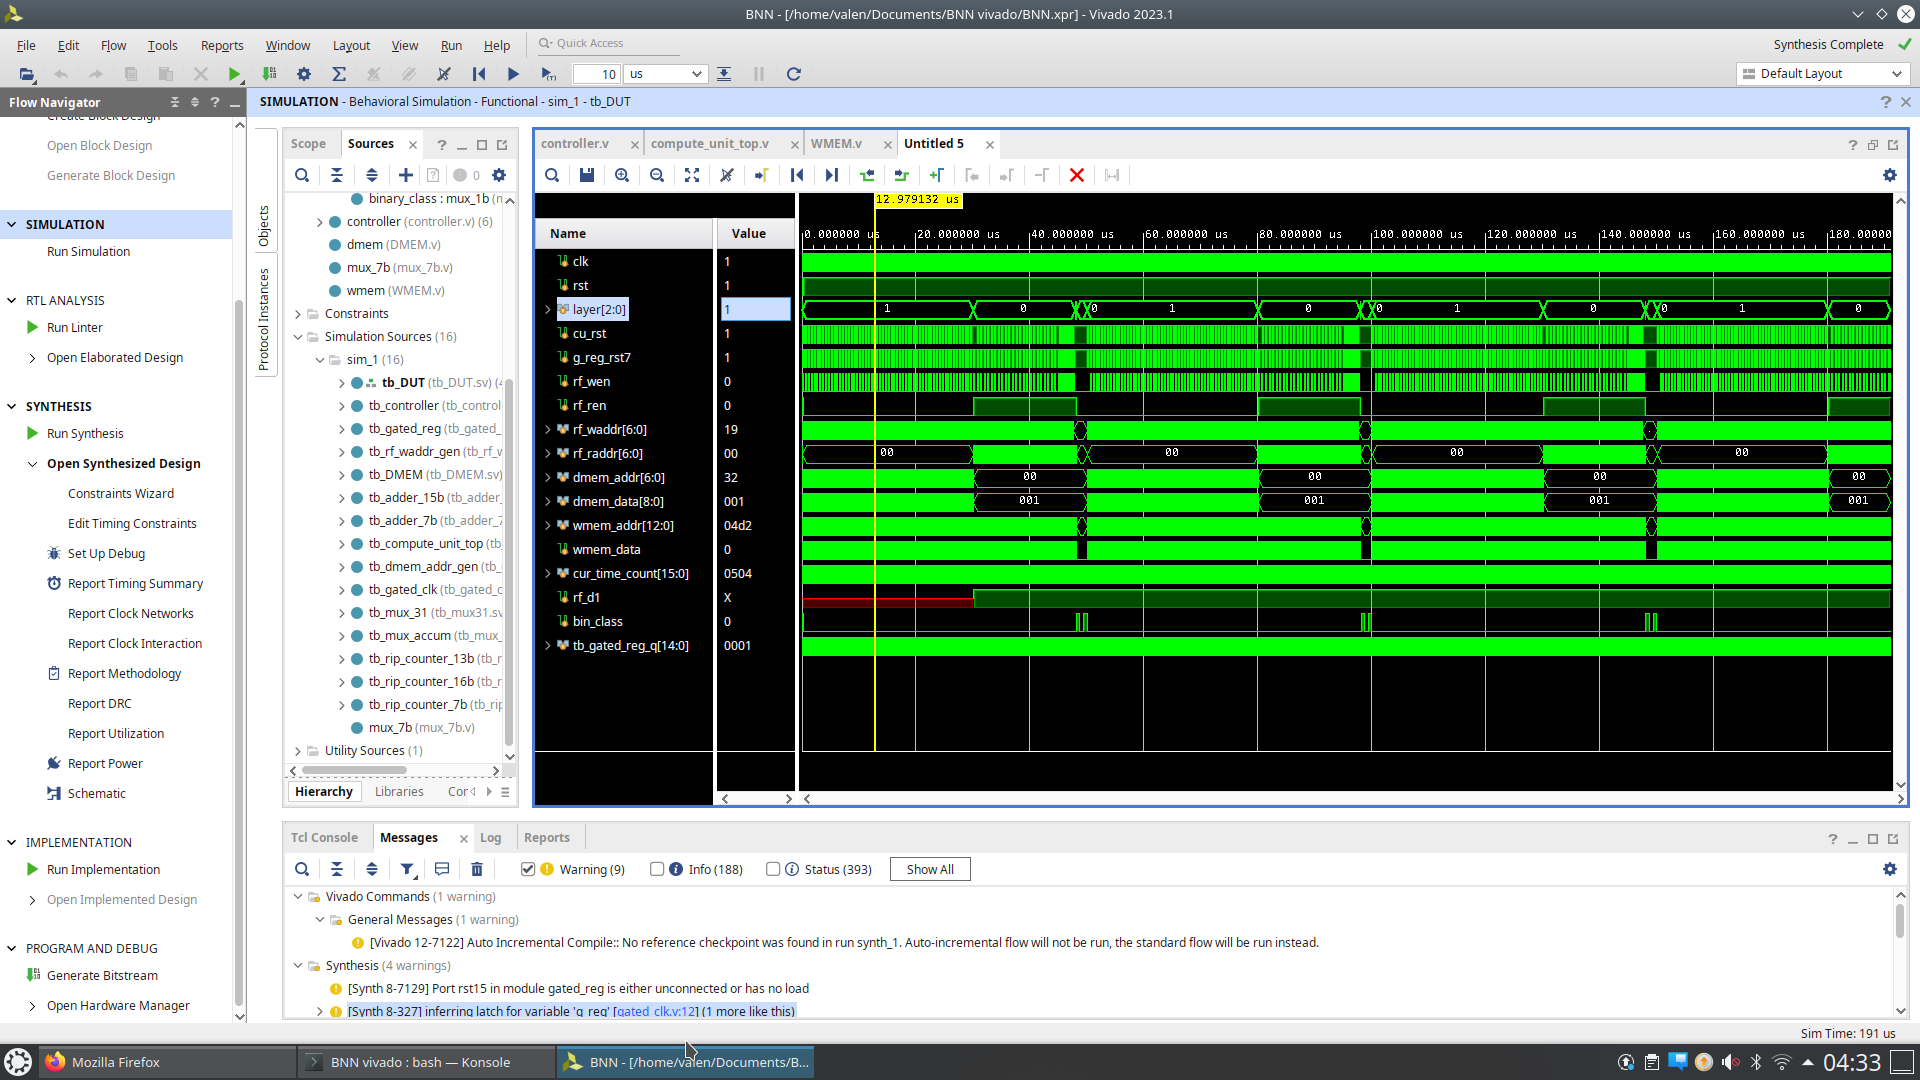 BNN - [/home/valen/Documents/BNN vivado/BNN.xpr] - Vivado 2023.1
File Edit Flow Tools Reports Window Layout View Run Help Quick Access
Synthesis Complete
10 us
Default Layout
Flow Navigator
SIMULATION - Behavioral Simulation - Functional - sim_1 - tb_DUT
Create Block Design
Open Block Design
Generate Block Design
SIMULATION
Run Simulation
RTL ANALYSIS
Run Linter
Open Elaborated Design
SYNTHESIS
Run Synthesis
Open Synthesized Design
Constraints Wizard
Edit Timing Constraints
Set Up Debug
Report Timing Summary
Report Clock Networks
Report Clock Interaction
Report Methodology
Report DRC
Report Utilization
Report Power
Schematic
IMPLEMENTATION
Run Implementation
Open Implemented Design
PROGRAM AND DEBUG
Generate Bitstream
Open Hardware Manager
Objects
Protocol Instances
Scope Sources
0
binary_class : mux_1b
controller (controller.v) (6)
dmem (DMEM.v)
mux_7b (mux_7b.v)
wmem (WMEM.v)
Constraints
Simulation Sources (16)
sim_1 (16)
tb_DUT (tb_DUT.sv)
tb_controller (tb_control
tb_gated_reg (tb_gated_
tb_rf_waddr_gen (tb_rf_
tb_DMEM (tb_DMEM.sv)
tb_adder_15b (tb_adder_
tb_adder_7b (tb_adder_7
tb_compute_unit_top (tb
tb_dmem_addr_gen (tb_
tb_gated_clk (tb_gated_c
tb_mux_31 (tb_mux31.sv
tb_mux_accum (tb_mux_
tb_rip_counter_13b (tb_r
tb_rip_counter_16b (tb_r
tb_rip_counter_7b (tb_rip
mux_7b (mux_7b.v)
Utility Sources (1)
Hierarchy Libraries Cor
controller.v compute_unit_top.v WMEM.v Untitled 5
12.979132 us
Name Value
0.000000 us 20.000000 us 40.000000 us 60.000000 us 80.000000 us 100.000000 us 120.000000 us 140.000000 us 160.000000 us 180.00000
clk 1
rst 1
layer[2:0] 1 1 0 0 1 0 0 1 0 0 1 0
cu_rst 1
g_reg_rst7 1
rf_wen 0
rf_ren 0
rf_waddr[6:0] 19
rf_raddr[6:0] 00 00 00 00 00
dmem_addr[6:0] 32 00 00 00 00
dmem_data[8:0] 001 001 001 001 001
wmem_addr[12:0] 04d2
wmem_data 0
cur_time_count[15:0] 0504
rf_d1 X
bin_class 0
tb_gated_reg_q[14:0] 0001
Tcl Console Messages Log Reports
Warning (9) Info (188) Status (393) Show All
Vivado Commands (1 warning)
General Messages (1 warning)
[Vivado 12-7122] Auto Incremental Compile:: No reference checkpoint was found in run synth_1. Auto-incremental flow will not be run, the standard flow will be run instead.
Synthesis (4 warnings)
[Synth 8-7129] Port rst15 in module gated_reg is either unconnected or has no load
[Synth 8-327] inferring latch for variable 'q_reg' [gated_clk.v:12] (1 more like this)
Sim Time: 191 us
Mozilla Firefox
BNN vivado : bash — Konsole
BNN - [/home/valen/Documents/B...
04:33